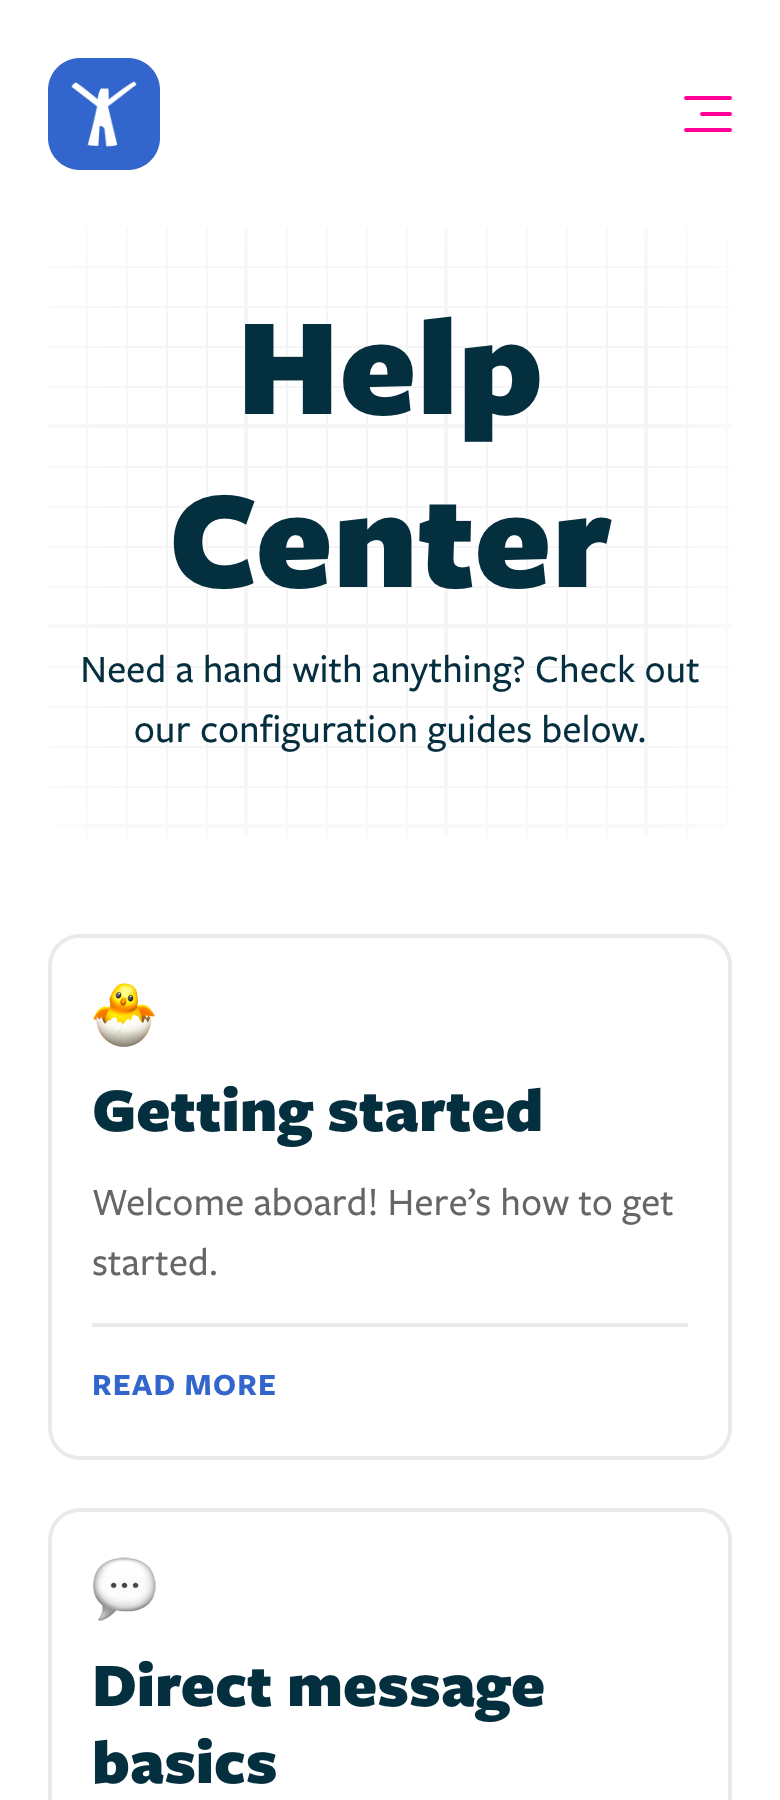 Help
Center
Need a hand with anything? Check out
our configuration guides below.
Getting started
Welcome aboard! Here’s how to get
started.
READ MORE
Direct message
basics